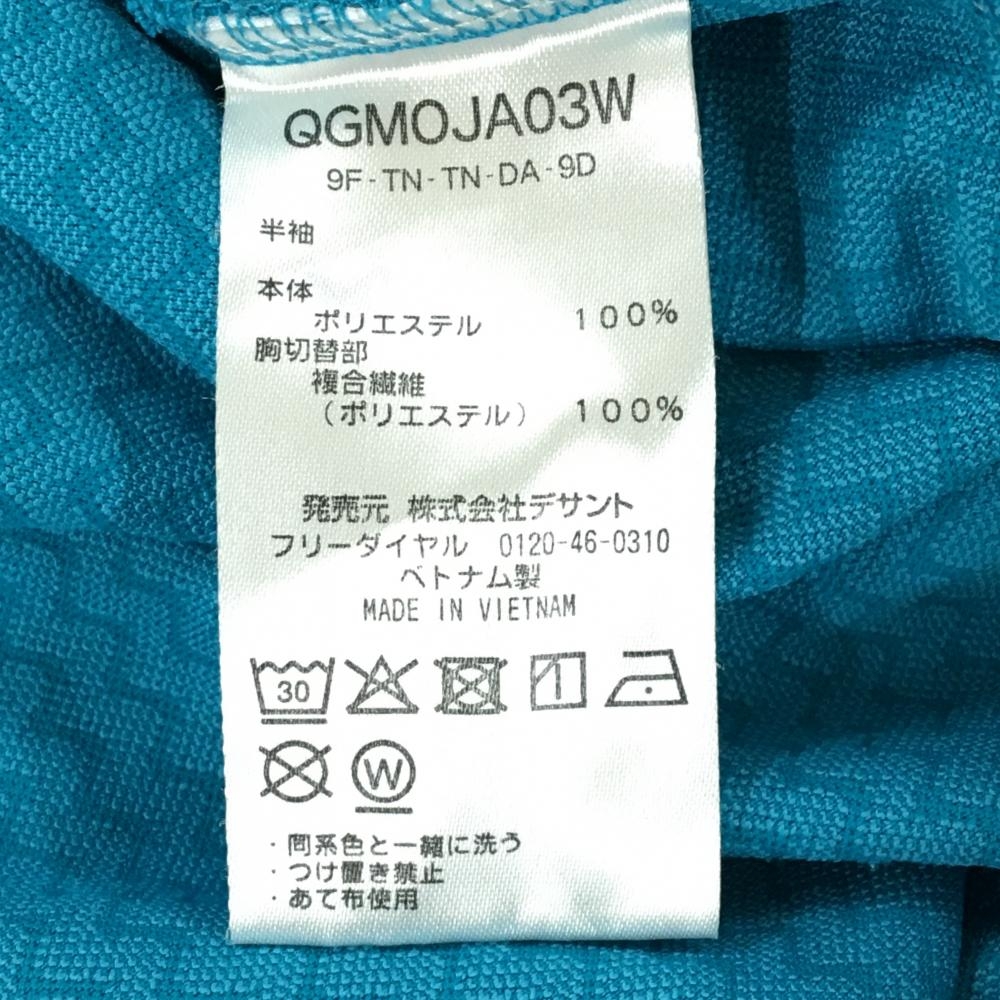 QGMOJA03W
9F-TN-TN-DA-9D
半袖
本体
ポリエステル 100%
胸切替部
複合繊維
(ポリエステル) 100%
発売元 株式会社デサント
フリーダイヤル 0120-46-0310
ベトナム製
MADE IN VIETNAM
30
W
・同系色と一緒に洗う
・つけ置き禁止
・あて布使用